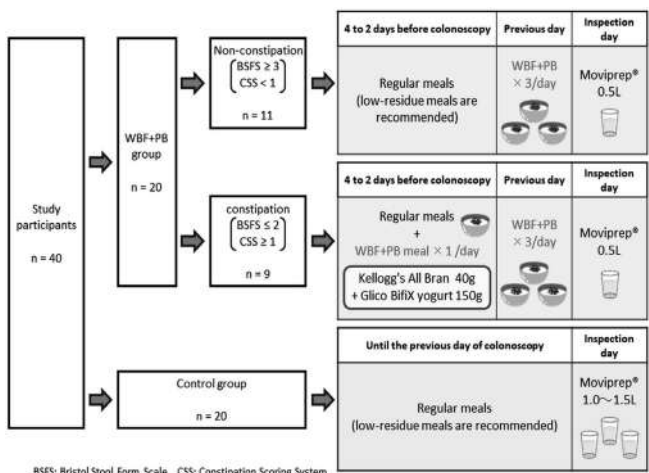 Study
participants
n = 40
WBF+PB
group
n = 20
Non-constipation
BSFS ≥ 3
CSS < 1
n = 11
4 to 2 days before colonoscopy
Previous day
Inspection
day
Regular meals
(low-residue meals are
recommended)
WBF+PB
× 3/day
Moviprep®
0.5L
constipation
BSFS ≤ 2
CSS ≥ 1
n = 9
4 to 2 days before colonoscopy
Previous day
Inspection
day
Regular meals
+
WBF+PB meal × 1 /day
Kellogg's All Bran 40g
+ Glico BifiX yogurt 150g
WBF+PB
× 3/day
Moviprep®
0.5L
Control group
n = 20
Until the previous day of colonoscopy
Inspection
day
Regular meals
(low-residue meals are recommended)
Moviprep®
1.0～1.5L
BSFS: Bristol Stool Form Scale CSS: Constipation Scoring System